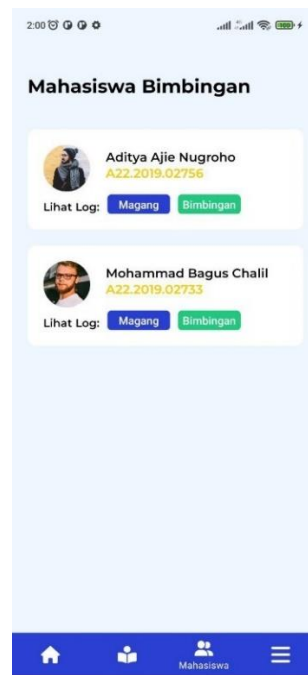 2:00
Mahasiswa Bimbingan
Aditya Ajie Nugroho
A22.2019.02756
Lihat Log: Magang Bimbingan
Mohammad Bagus Chalil
A22.2019.02733
Lihat Log: Magang Bimbingan
Mahasiswa